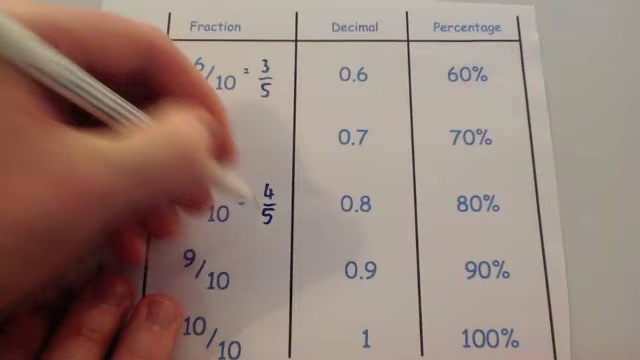 Fraction Decimal Percentage
6/10 = 3/5 0.6 60%
0.7 70%
10 = 4/5 0.8 80%
9/10 0.9 90%
10/10 1 100%